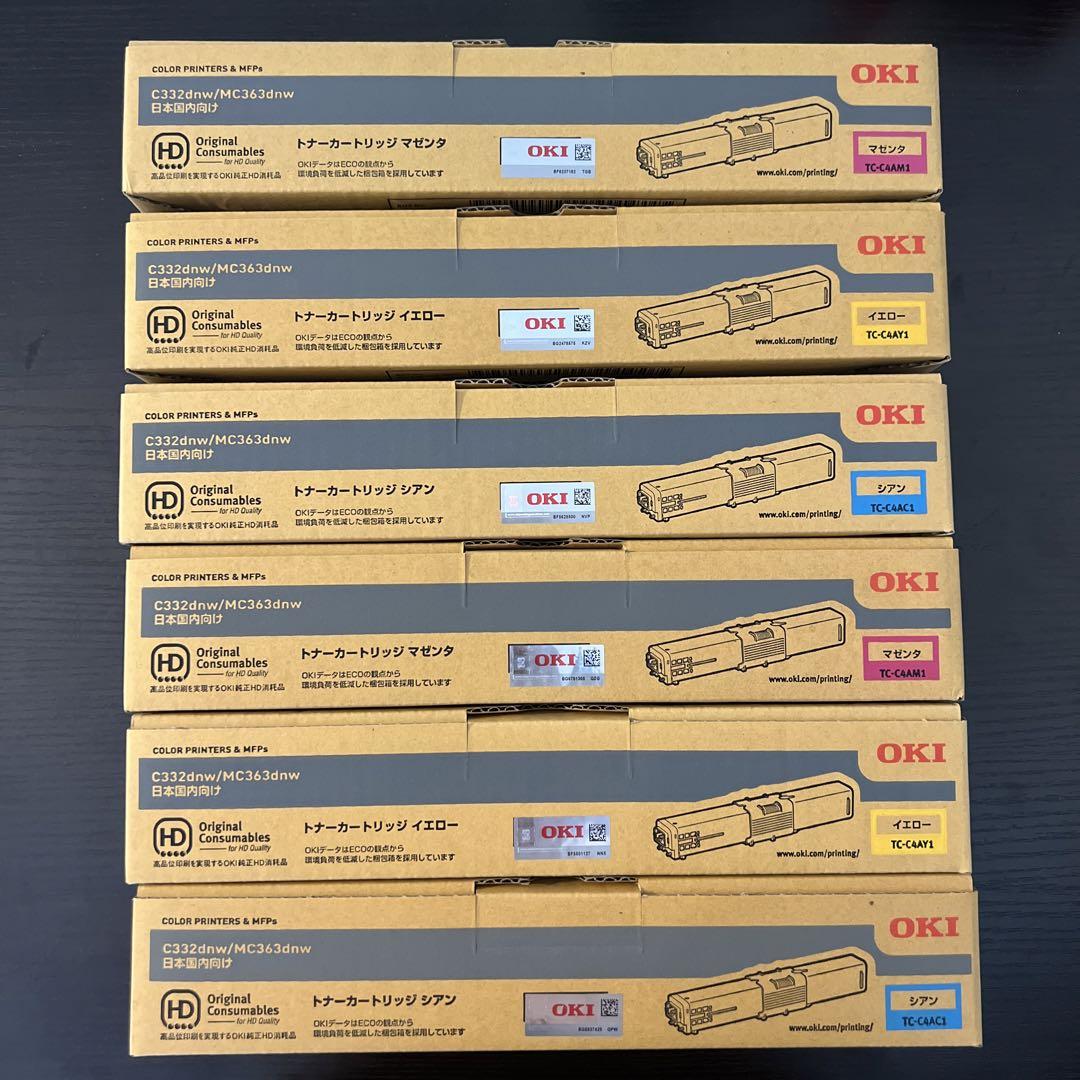 COLOR PRINTERS & MFPs
OKI
C332dnw/MC363dnw
日本国内向け
HD Original
Consumables
for HD Quality
高品位印刷を実現するOKI純正HD消耗品
トナーカートリッジ マゼンタ
OKIデータはECOの観点から
環境負荷を低減した梱包箱を採用しています
OKI
www.oki.com/printing/
マゼンタ
TC-C4AM1
COLOR PRINTERS & MFPs
OKI
C332dnw/MC363dnw
日本国内向け
HD Original
Consumables
for HD Quality
高品位印刷を実現するOKI純正HD消耗品
トナーカートリッジ イエロー
OKIデータはECOの観点から
環境負荷を低減した梱包箱を採用しています
OKI
www.oki.com/printing/
イエロー
TC-C4AY1
COLOR PRINTERS & MFPs
OKI
C332dnw/MC363dnw
日本国内向け
HD Original
Consumables
for HD Quality
高品位印刷を実現するOKI純正HD消耗品
トナーカートリッジ シアン
OKIデータはECOの観点から
環境負荷を低減した梱包箱を採用しています
OKI
www.oki.com/printing/
シアン
TC-C4AC1
COLOR PRINTERS & MFPs
OKI
C332dnw/MC363dnw
日本国内向け
HD Original
Consumables
for HD Quality
高品位印刷を実現するOKI純正HD消耗品
トナーカートリッジ マゼンタ
OKIデータはECOの観点から
環境負荷を低減した梱包箱を採用しています
OKI
www.oki.com/printing/
マゼンタ
TC-C4AM1
COLOR PRINTERS & MFPs
OKI
C332dnw/MC363dnw
日本国内向け
HD Original
Consumables
for HD Quality
高品位印刷を実現するOKI純正HD消耗品
トナーカートリッジ イエロー
OKIデータはECOの観点から
環境負荷を低減した梱包箱を採用しています
OKI
www.oki.com/printing/
イエロー
TC-C4AY1
COLOR PRINTERS & MFPs
OKI
C332dnw/MC363dnw
日本国内向け
HD Original
Consumables
for HD Quality
高品位印刷を実現するOKI純正HD消耗品
トナーカートリッジ シアン
OKIデータはECOの観点から
環境負荷を低減した梱包箱を採用しています
OKI
www.oki.com/printing/
シアン
TC-C4AC1